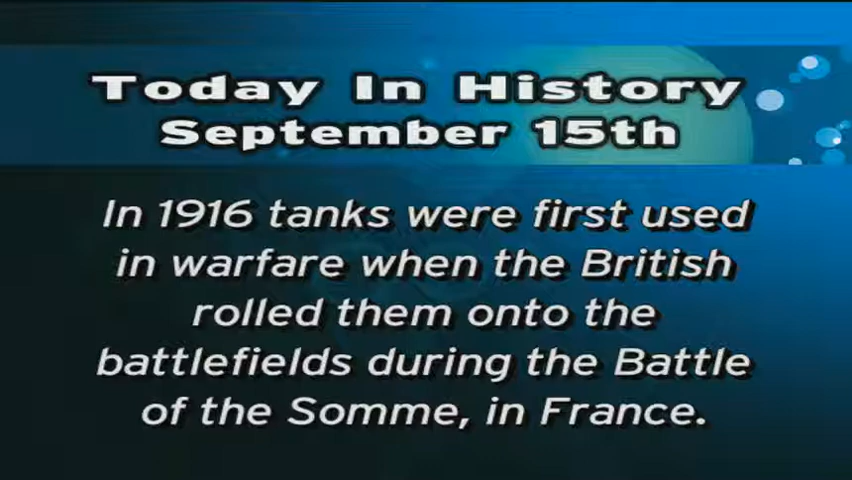 Today In History
September 15th
In 1916 tanks were first used
in warfare when the British
rolled them onto the
battlefields during the Battle
of the Somme, in France.